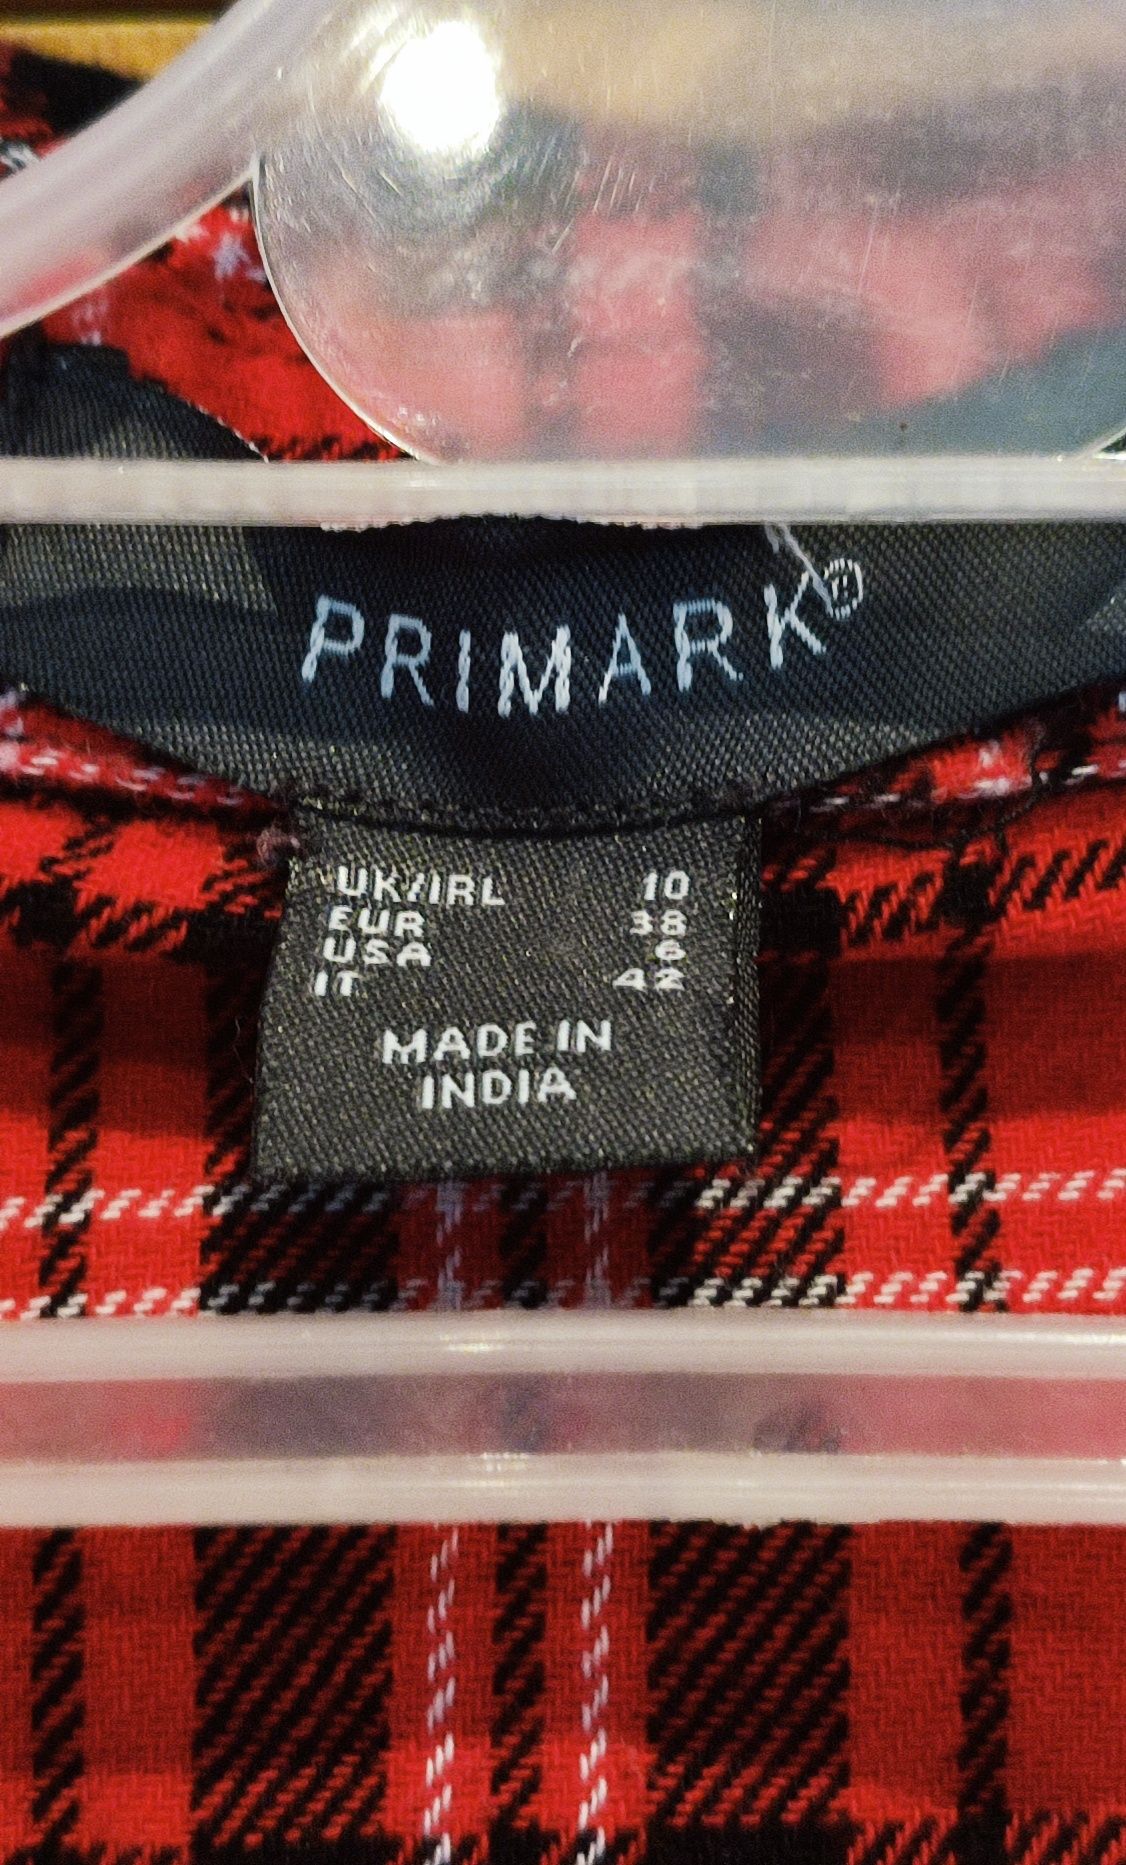 PRIMARK®
UK/IRL 10
EUR 38
USA 6
IT 42
MADE IN
INDIA